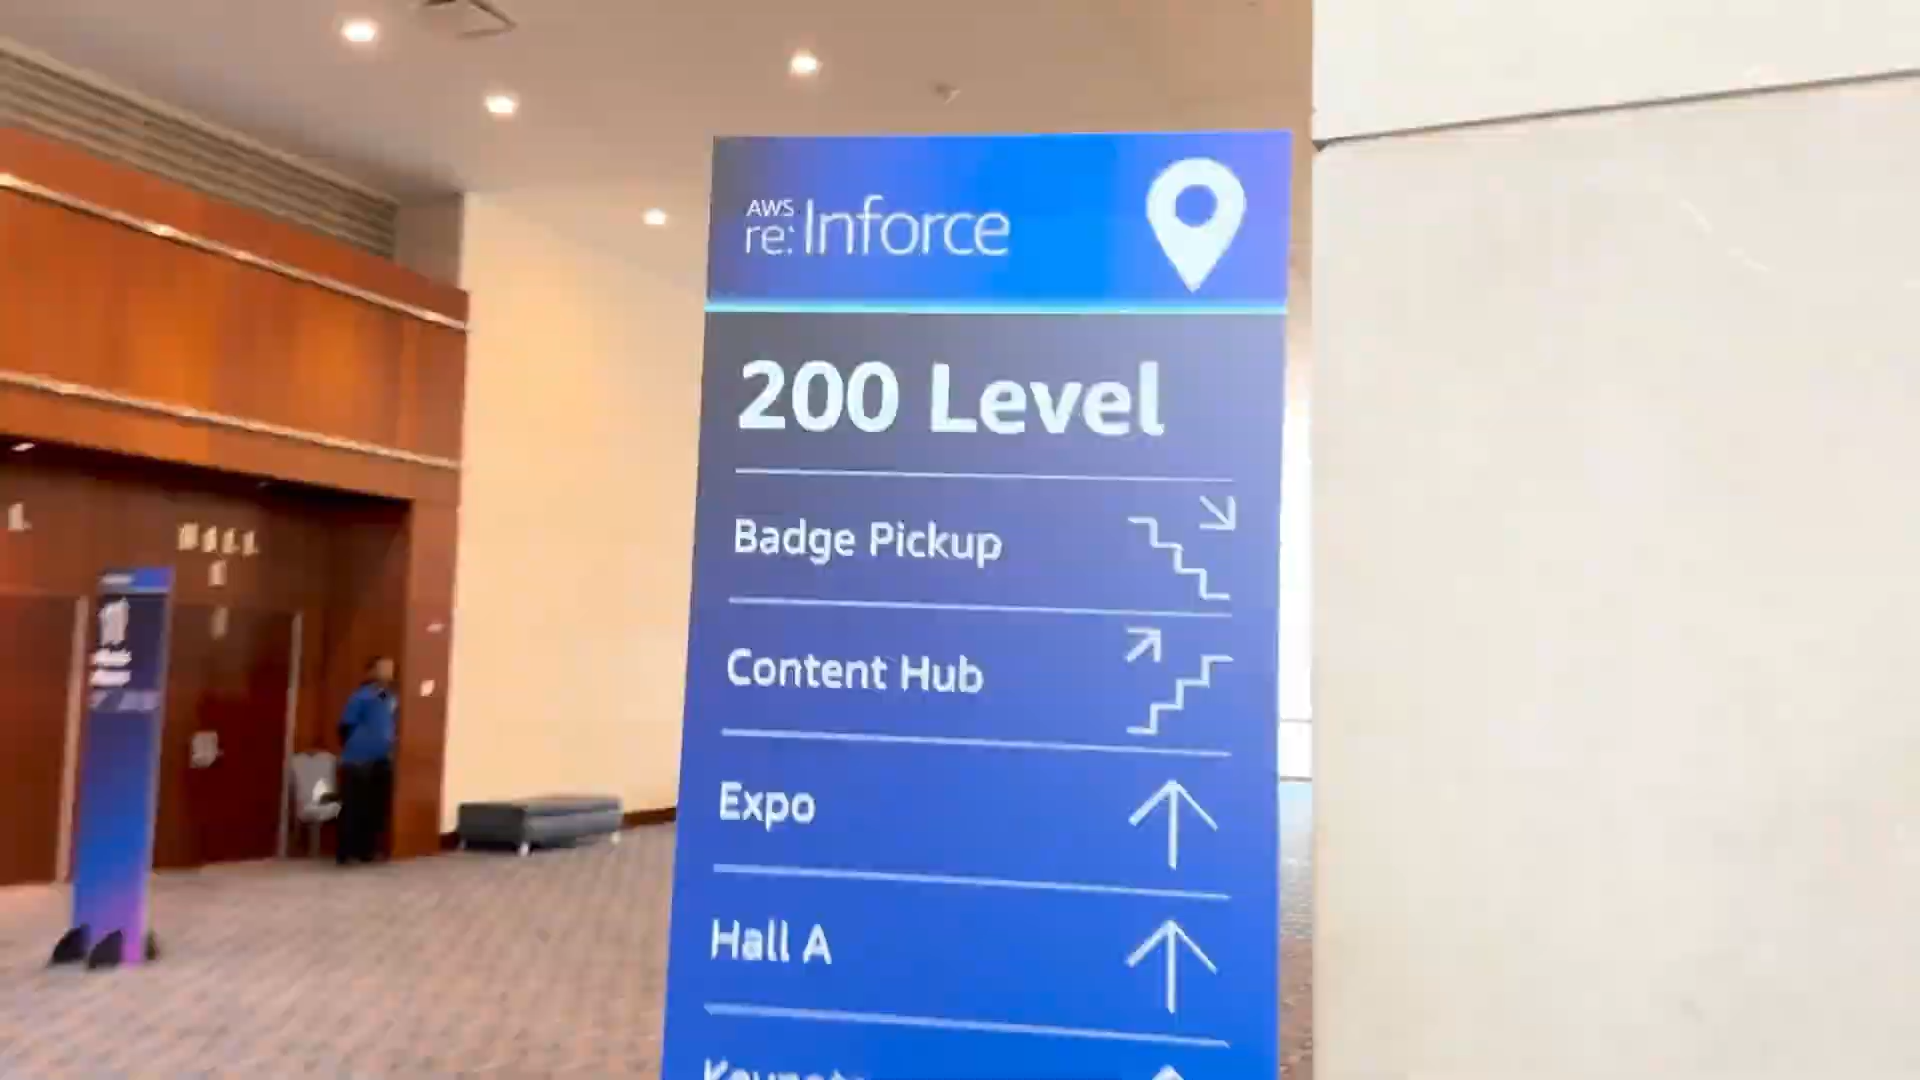 AWS
re:Inforce
200 Level
Badge Pickup
Content Hub
Expo
Hall A